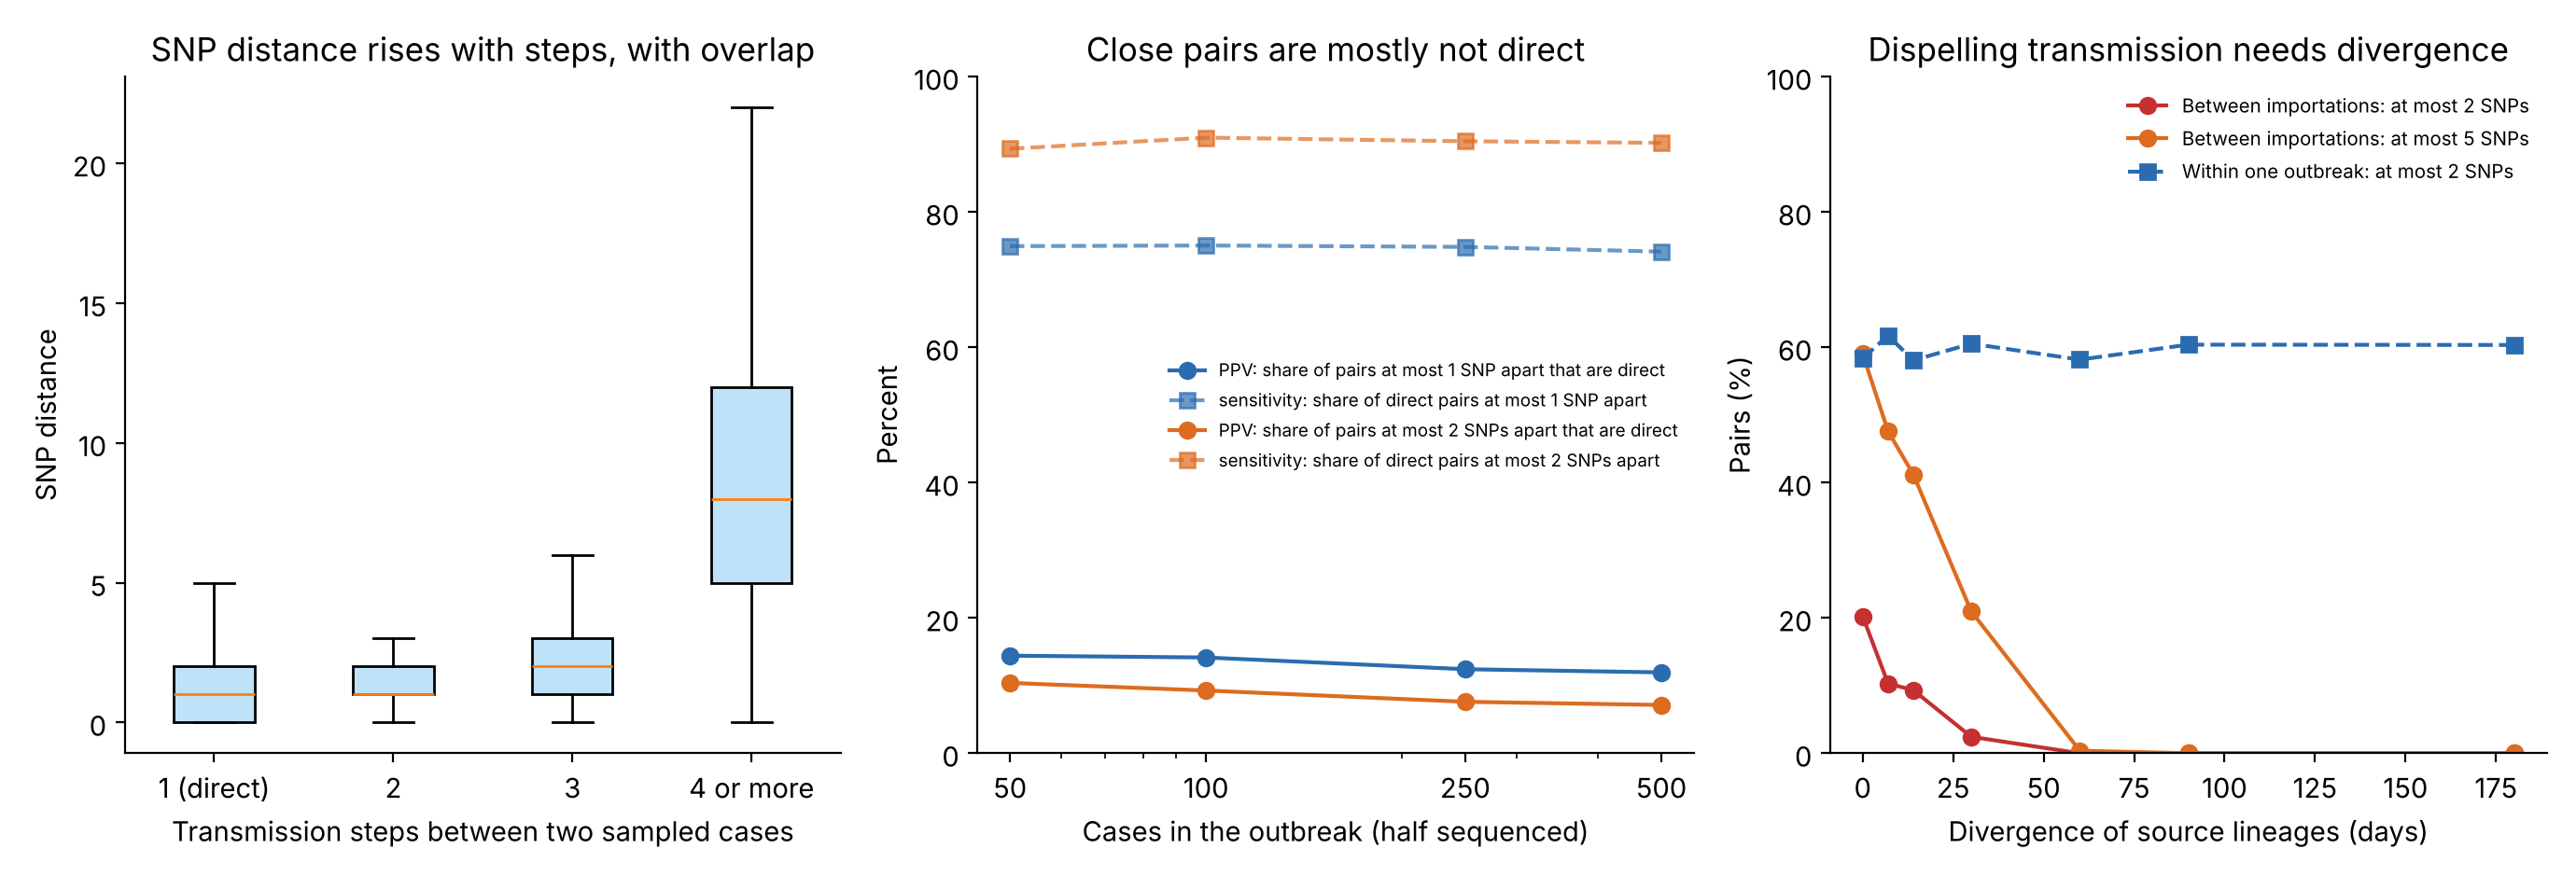 SNP distance rises with steps, with overlap
SNP distance
20
15
10
5
0
1 (direct)
2
3
4 or more
Transmission steps between two sampled cases
Close pairs are mostly not direct
Percent
100
80
60
40
20
0
PPV: share of pairs at most 1 SNP apart that are direct
sensitivity: share of direct pairs at most 1 SNP apart
PPV: share of pairs at most 2 SNPs apart that are direct
sensitivity: share of direct pairs at most 2 SNPs apart
50
100
250
500
Cases in the outbreak (half sequenced)
Dispelling transmission needs divergence
Pairs (%)
100
80
60
40
20
0
Between importations: at most 2 SNPs
Between importations: at most 5 SNPs
Within one outbreak: at most 2 SNPs
0
25
50
75
100
125
150
175
Divergence of source lineages (days)